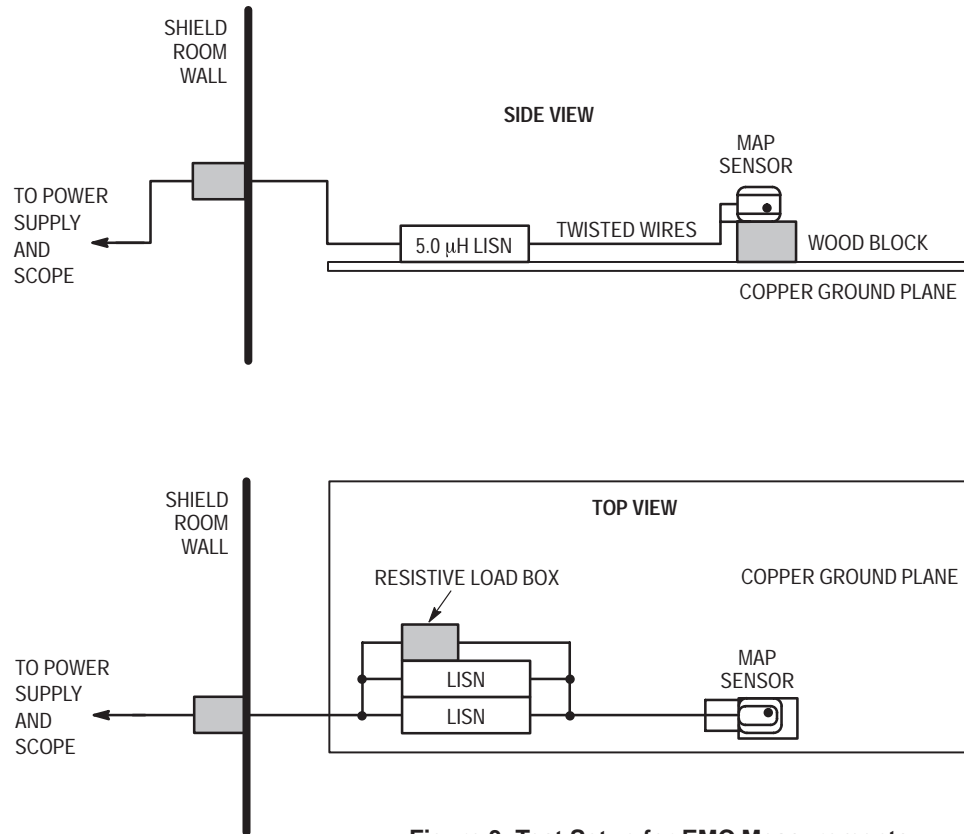 SHIELD
ROOM
WALL
SIDE VIEW
MAP
SENSOR
TO POWER
SUPPLY
AND
SCOPE
5.0 μH LISN
TWISTED WIRES
WOOD BLOCK
COPPER GROUND PLANE
SHIELD
ROOM
WALL
TOP VIEW
RESISTIVE LOAD BOX
COPPER GROUND PLANE
TO POWER
SUPPLY
AND
SCOPE
LISN
LISN
MAP
SENSOR